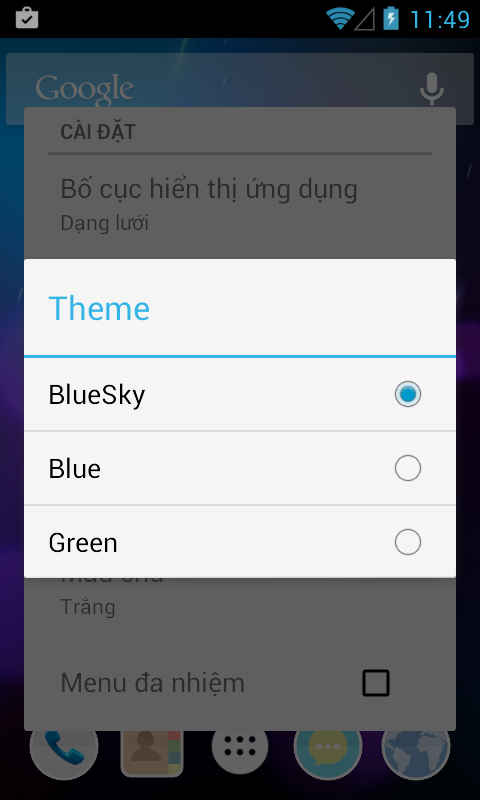 11:49
Google
CÀI ĐẶT
Bố cục hiển thị ứng dụng
Dạng lưới
Theme
BlueSky
Blue
Green
Trắng
Menu đa nhiệm